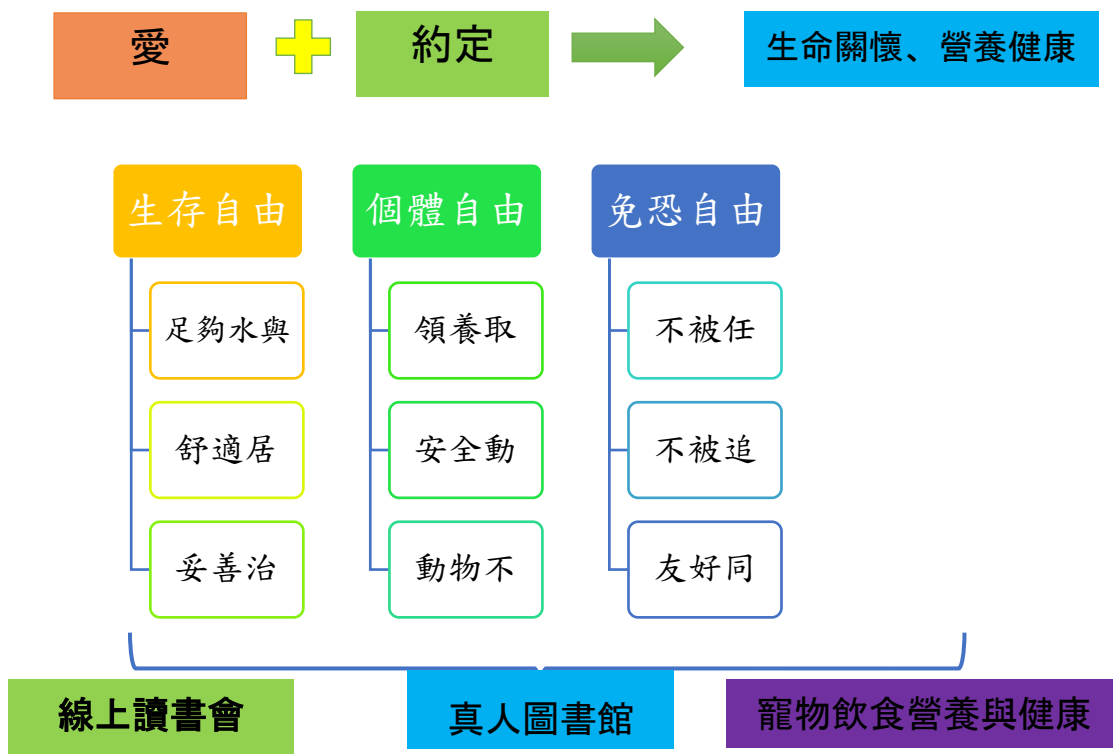 愛
約定
生命關懷、營養健康
生存自由
足夠水與
舒適居
妥善治
個體自由
領養取
安全動
動物不
免恐自由
不被任
不被追
友好同
線上讀書會
真人圖書館
寵物飲食營養與健康